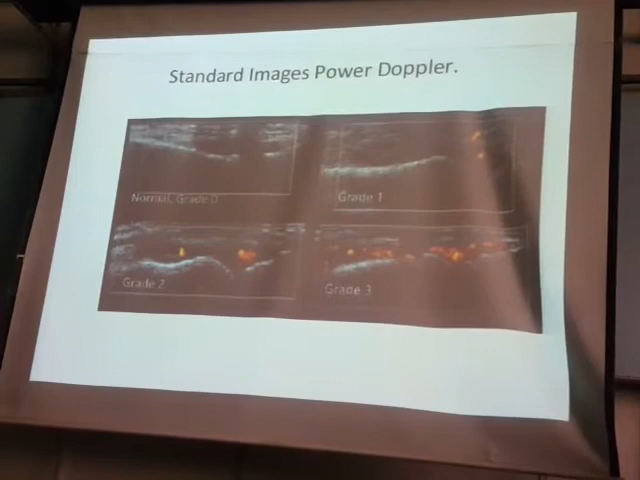 Standard Images Power Doppler.
Normal, Grade 0
Grade 1
Grade 2
Grade 3